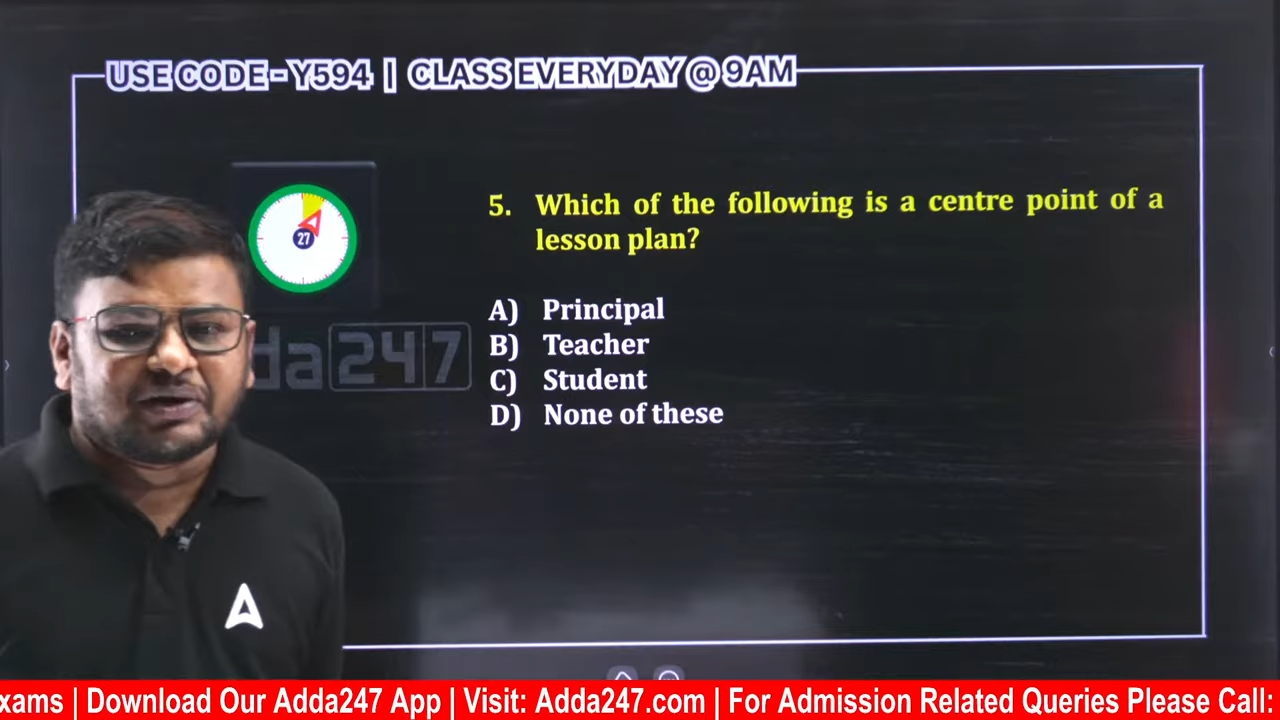 USE CODE - Y594 | CLASS EVERYDAY @ 9AM
27
5. Which of the following is a centre point of a
lesson plan?
A) Principal
B) Teacher
C) Student
D) None of these
da247
xams | Download Our Adda247 App | Visit: Adda247.com | For Admission Related Queries Please Call: